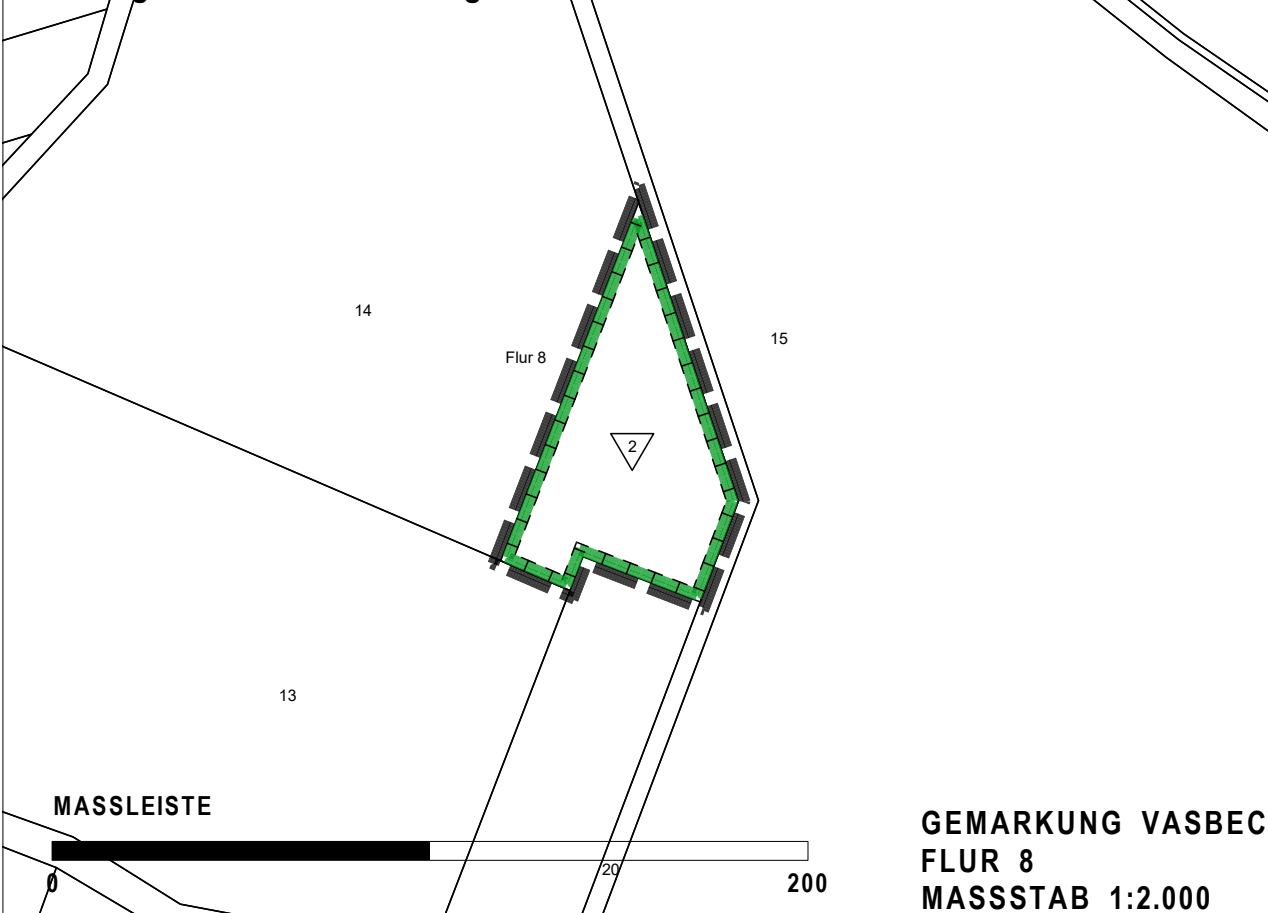 14
15
Flur 8
2
13
MASSLEISTE
20
0
200
GEMARKUNG VASBEC
FLUR 8
MASSSTAB 1:2.000